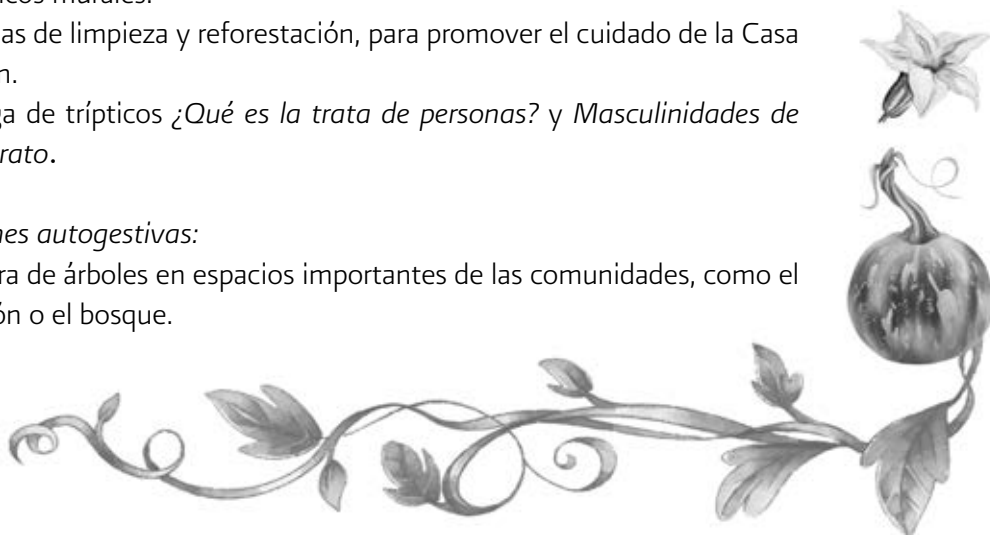 icos murales.
as de limpieza y reforestación, para promover el cuidado de la Casa
n.
ga de trípticos ¿Qué es la trata de personas? y Masculinidades de
rato.
nes autogestivas:
ra de árboles en espacios importantes de las comunidades, como el
ón o el bosque.